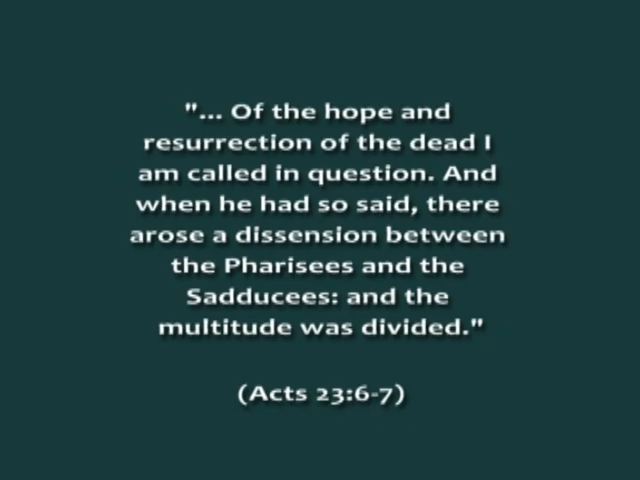 "... Of the hope and
resurrection of the dead I
am called in question. And
when he had so said, there
arose a dissension between
the Pharisees and the
Sadducees: and the
multitude was divided."
(Acts 23:6-7)